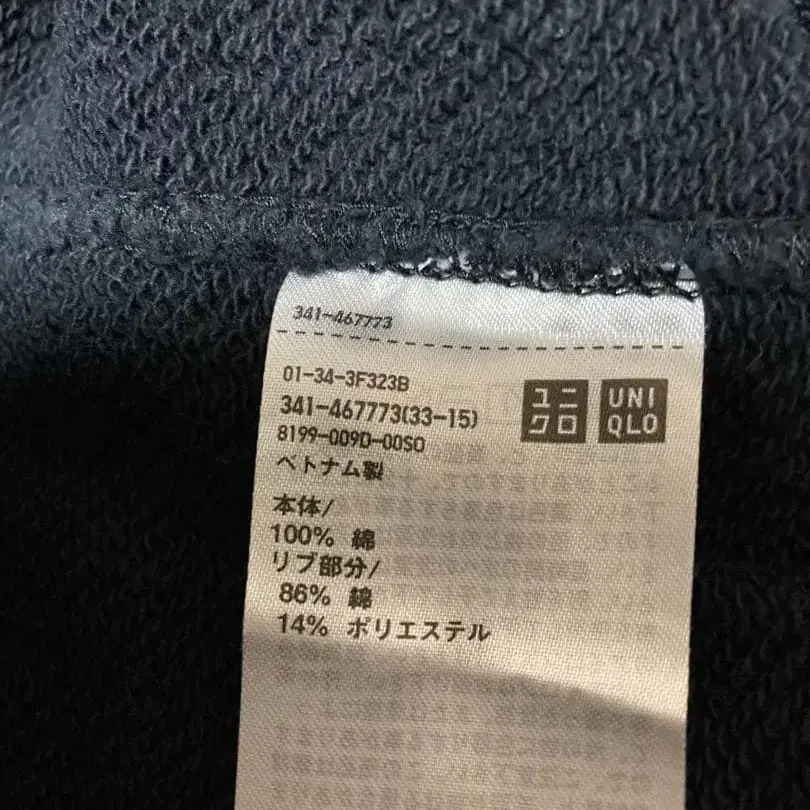 341-467773
01-34-3F323B
341-467773(33-15)
8199-009D-00SO
ベトナム製
ユニ
クロ
UNI
QLO
本体/
100% 綿
リブ部分/
86% 綿
14% ポリエステル